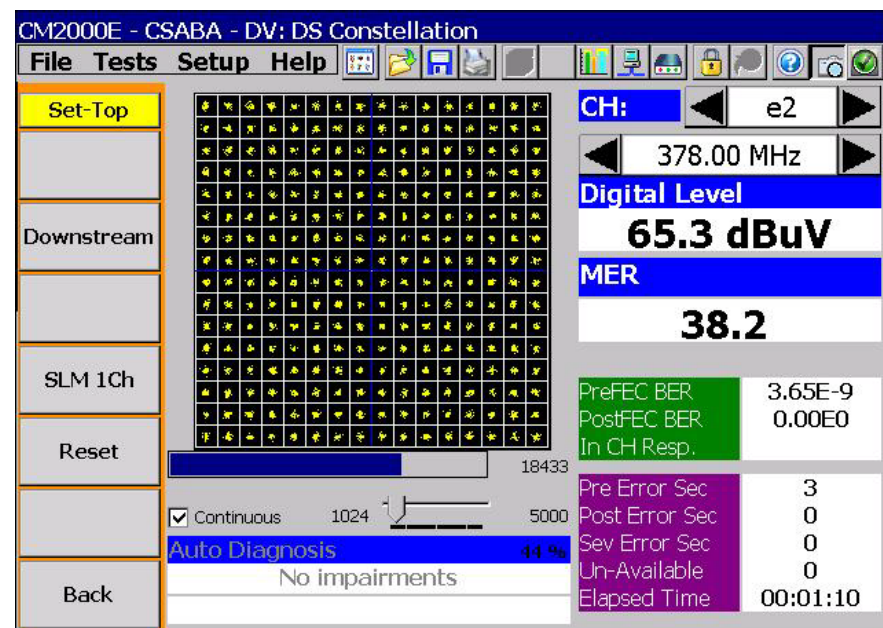 CM2000E - CSABA - DV: DS Constellation
File Tests Setup Help
Set-Top
Downstream
SLM 1Ch
Reset
Back
18433
Continuous 1024 5000
Auto Diagnosis 44 %
No impairments
CH: e2
378.00 MHz
Digital Level
65.3 dBuV
MER
38.2
PreFEC BER 3.65E-9
PostFEC BER 0.00E0
In CH Resp.
Pre Error Sec 3
Post Error Sec 0
Sev Error Sec 0
Un-Available 0
Elapsed Time 00:01:10